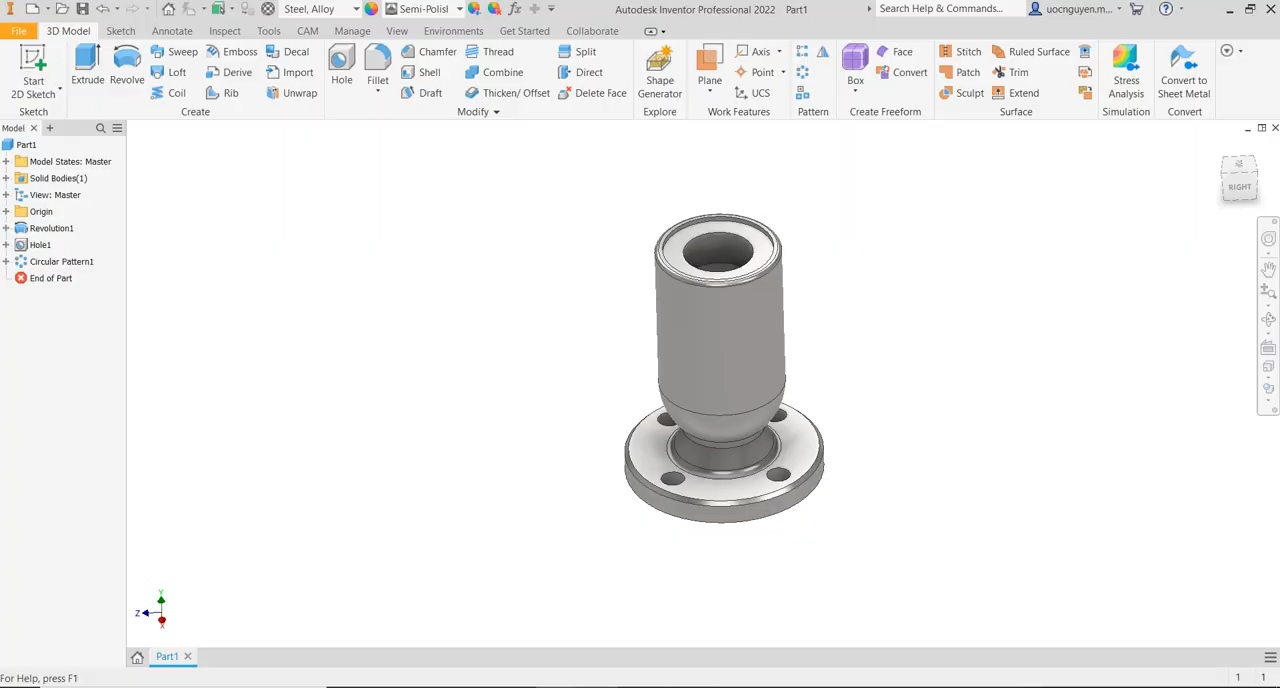 Steel, Alloy
Semi-Polisl
Autodesk Inventor Professional 2022 Part1
Search Help & Commands...
uocnguyen.m...
File 3D Model Sketch Annotate Inspect Tools CAM Manage View Environments Get Started Collaborate
Start
2D Sketch
Sketch
Extrude
Revolve
Sweep Emboss Decal
Loft Derive Import
Coil Rib Unwrap
Create
Hole
Fillet
Chamfer Thread Split
Shell Combine Direct
Draft Thicken/ Offset Delete Face
Modify
Shape
Generator
Explore
Plane
Axis
Point
UCS
Work Features
Pattern
Box
Face
Convert
Create Freeform
Stitch Ruled Surface
Patch Trim
Sculpt Extend
Surface
Stress
Analysis
Simulation
Convert to
Sheet Metal
Convert
Model
Part1
Model States: Master
Solid Bodies(1)
View: Master
Origin
Revolution1
Hole1
Circular Pattern1
End of Part
RIGHT
Y
Z
X
Part1
For Help, press F1
1 1